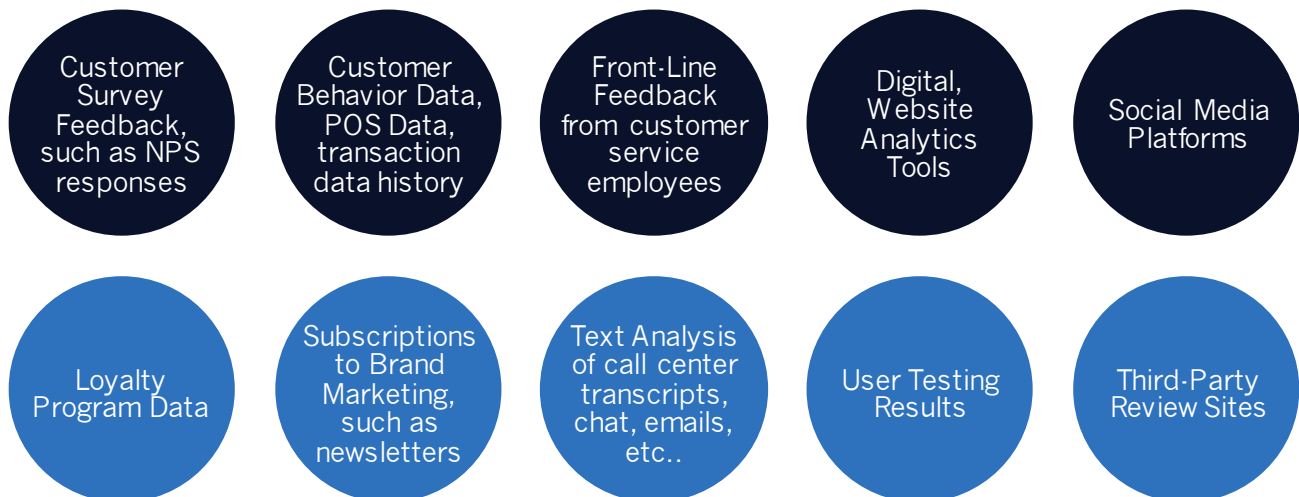 Customer
Survey
Feedback,
such as NPS
responses
Customer
Behavior Data,
POS Data,
transaction
data history
Front-Line
Feedback
from customer
service
employees
Digital,
Website
Analytics
Tools
Social Media
Platforms
Loyalty
Program Data
Subscriptions
to Brand
Marketing,
such as
newsletters
Text Analysis
of call center
transcripts,
chat, emails,
etc..
User Testing
Results
Third-Party
Review Sites